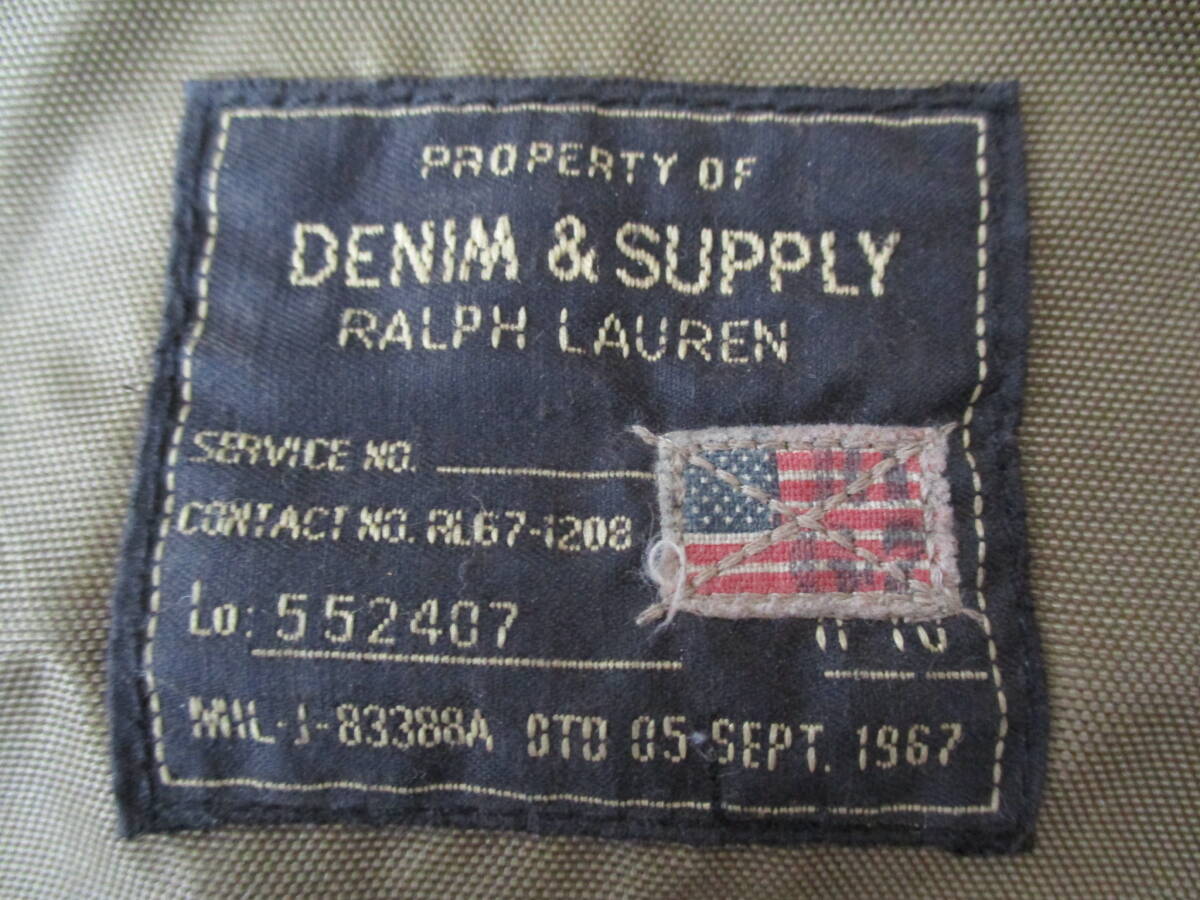 PROPERTY OF
DENIM & SUPPLY
RALPH LAUREN
SERVICE NO.
CONTACT NO. RL67-1208
Lo: 552407
MIL-J-83388A DTD 05 SEPT. 1967